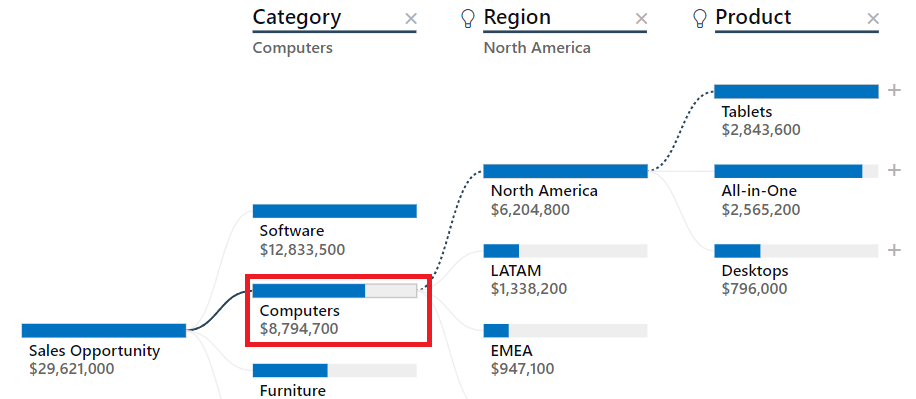 Category
Region
Product
Computers
North America
Tablets
$2,843,600
North America
$6,204,800
All-in-One
$2,565,200
Software
$12,833,500
LATAM
$1,338,200
Desktops
$796,000
Computers
$8,794,700
Sales Opportunity
$29,621,000
EMEA
$947,100
Furniture